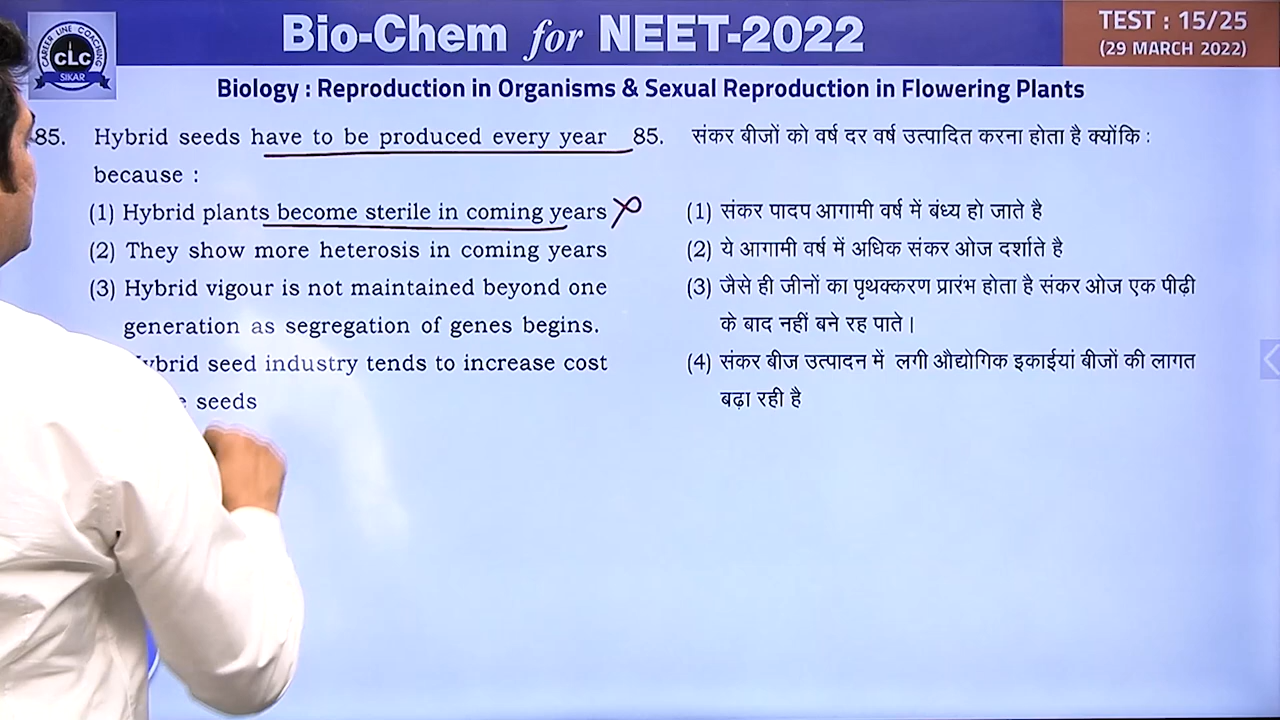 Bio-Chem for NEET-2022
TEST : 15/25
(29 MARCH 2022)
CAREER LINE COACHING
CLC
SIKAR
Biology : Reproduction in Organisms & Sexual Reproduction in Flowering Plants
85. Hybrid seeds have to be produced every year
because :
(1) Hybrid plants become sterile in coming years
(2) They show more heterosis in coming years
(3) Hybrid vigour is not maintained beyond one
generation as segregation of genes begins.
seed industry tends to increase cost
seeds
85. संकर बीजों को वर्ष दर वर्ष उत्पादित करना होता है क्योंकि :
(1) संकर पादप आगामी वर्ष में बंध्य हो जाते है
(2) ये आगामी वर्ष में अधिक संकर ओज दर्शाते है
(3) जैसे ही जीनों का पृथक्करण प्रारंभ होता है संकर ओज एक पीढ़ी
के बाद नहीं बने रह पाते।
(4) संकर बीज उत्पादन में लगी औद्योगिक इकाईयां बीजों की लागत
बढ़ा रही है